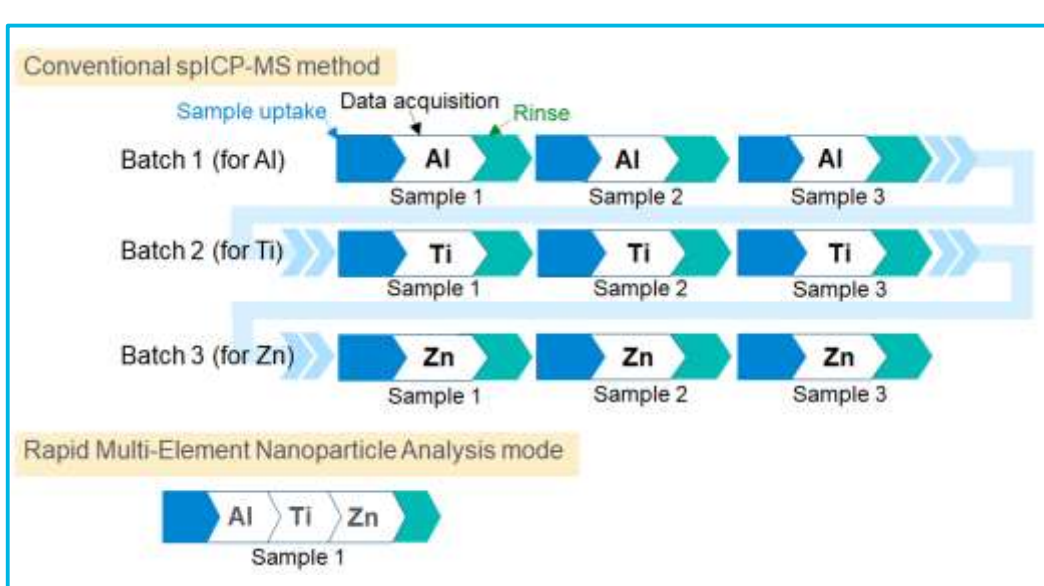 Conventional spICP-MS method
Sample uptake Data acquisition Rinse
Batch 1 (for Al) Al Al Al
Sample 1 Sample 2 Sample 3
Batch 2 (for Ti) Ti Ti Ti
Sample 1 Sample 2 Sample 3
Batch 3 (for Zn) Zn Zn Zn
Sample 1 Sample 2 Sample 3
Rapid Multi-Element Nanoparticle Analysis mode
Al Ti Zn
Sample 1